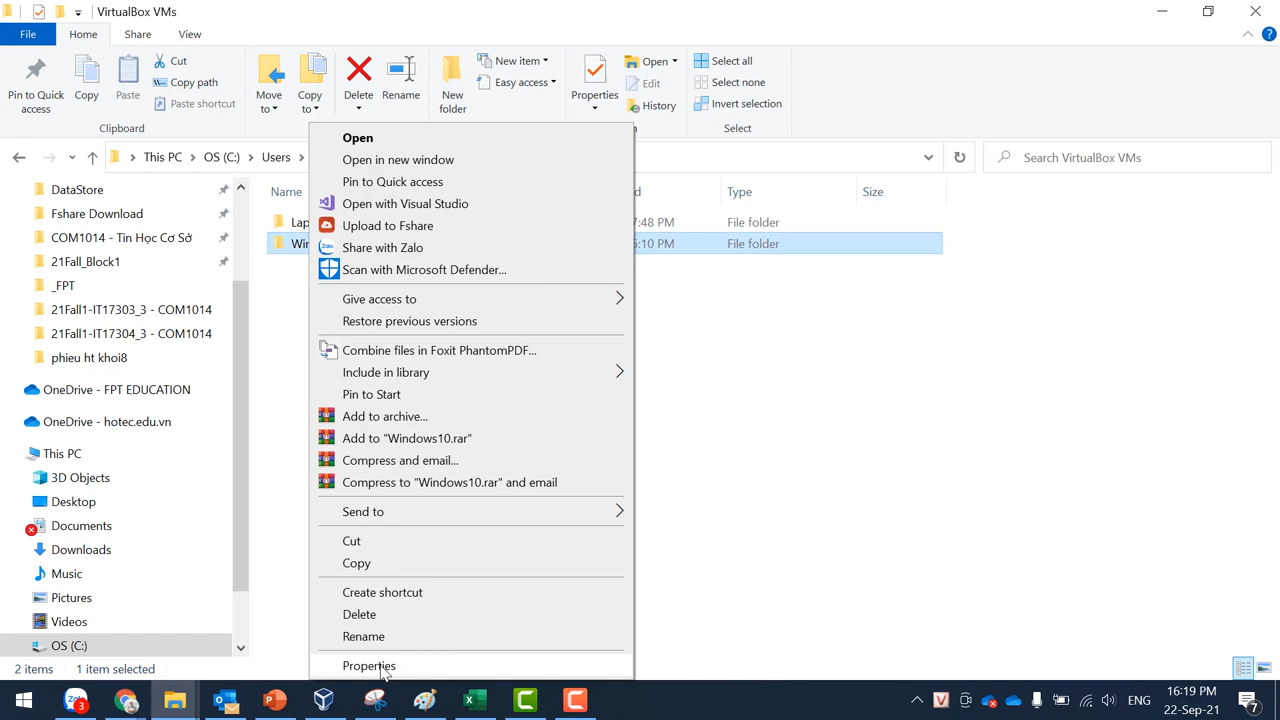 VirtualBox VMs
File
Home
Share
View
Pin to Quick access
Copy
Paste
Cut
Copy path
Paste shortcut
Clipboard
Move to
Copy to
Delete
Rename
New folder
New item
Easy access
Properties
Open
Edit
History
Select all
Select none
Invert selection
Select
This PC
OS (C:)
Users
Search VirtualBox VMs
Name
Type
Size
Lap
7:48 PM
File folder
Win
5:10 PM
File folder
DataStore
Fshare Download
COM1014 - Tin Học Cơ Sở
21Fall_Block1
_FPT
21Fall1-IT17303_3 - COM1014
21Fall1-IT17304_3 - COM1014
phieu ht khoi8
OneDrive - FPT EDUCATION
OneDrive - hotec.edu.vn
This PC
3D Objects
Desktop
Documents
Downloads
Music
Pictures
Videos
OS (C:)
Open
Open in new window
Pin to Quick access
Open with Visual Studio
Upload to Fshare
Zalo
Share with Zalo
Scan with Microsoft Defender...
Give access to
Restore previous versions
Combine files in Foxit PhantomPDF...
Include in library
Pin to Start
Add to archive...
Add to "Windows10.rar"
Compress and email...
Compress to "Windows10.rar" and email
Send to
Cut
Copy
Create shortcut
Delete
Rename
Properties
2 items
1 item selected
3
V
ENG
16:19 PM
22-Sep-21
7